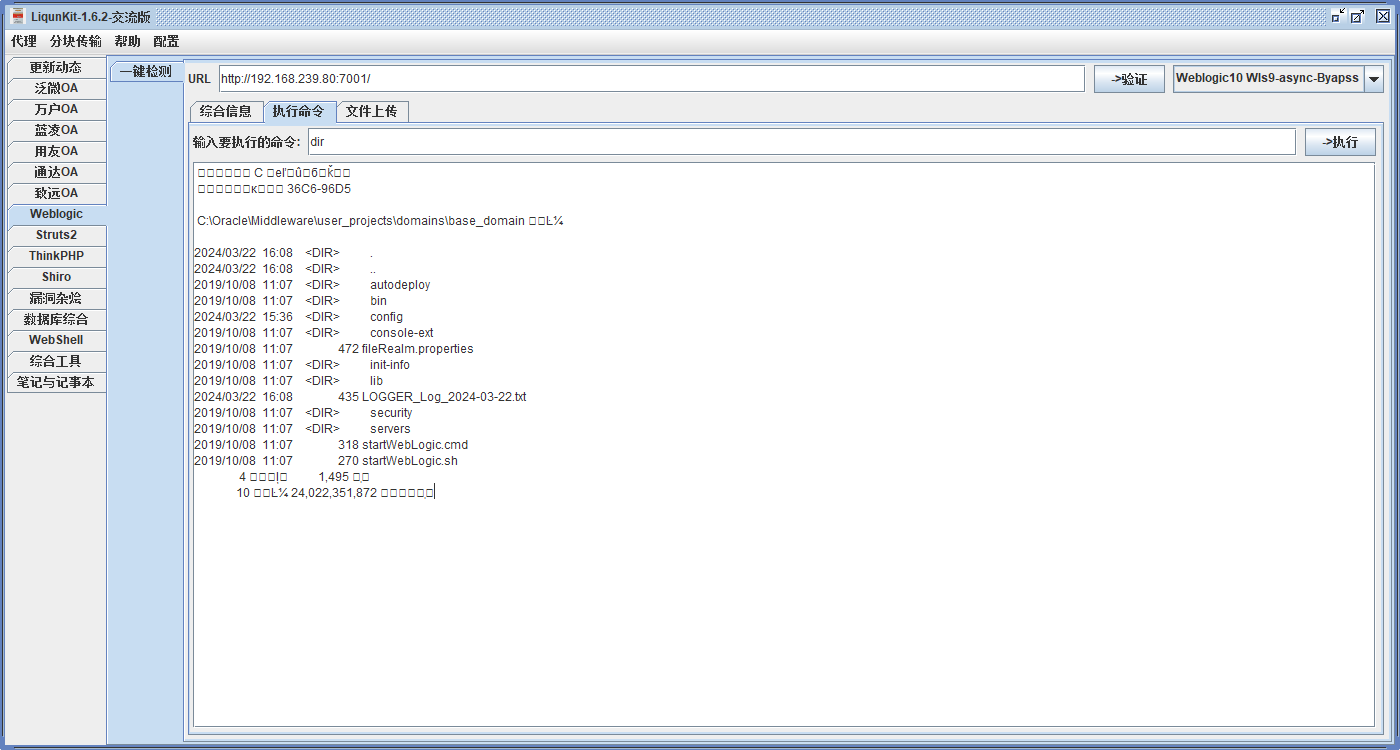 LiqunKit-1.6.2-交流版
代理 分块传输 帮助 配置
更新动态
泛微OA
万户OA
蓝凌OA
用友OA
通达OA
致远OA
Weblogic
Struts2
ThinkPHP
Shiro
漏洞杂烩
数据库综合
WebShell
综合工具
笔记与记事本
一键检测
URL http://192.168.239.80:7001/ ->验证 Weblogic10 Wls9-async-Byapss
综合信息 执行命令 文件上传
输入要执行的命令: dir ->执行
C
36C6-96D5
C:\Oracle\Middleware\user_projects\domains\base_domain
2024/03/22 16:08 <DIR> .
2024/03/22 16:08 <DIR> ..
2019/10/08 11:07 <DIR> autodeploy
2019/10/08 11:07 <DIR> bin
2024/03/22 15:36 <DIR> config
2019/10/08 11:07 <DIR> console-ext
2019/10/08 11:07 472 fileRealm.properties
2019/10/08 11:07 <DIR> init-info
2019/10/08 11:07 <DIR> lib
2024/03/22 16:08 435 LOGGER_Log_2024-03-22.txt
2019/10/08 11:07 <DIR> security
2019/10/08 11:07 <DIR> servers
2019/10/08 11:07 318 startWebLogic.cmd
2019/10/08 11:07 270 startWebLogic.sh
4 1,495
10 24,022,351,872